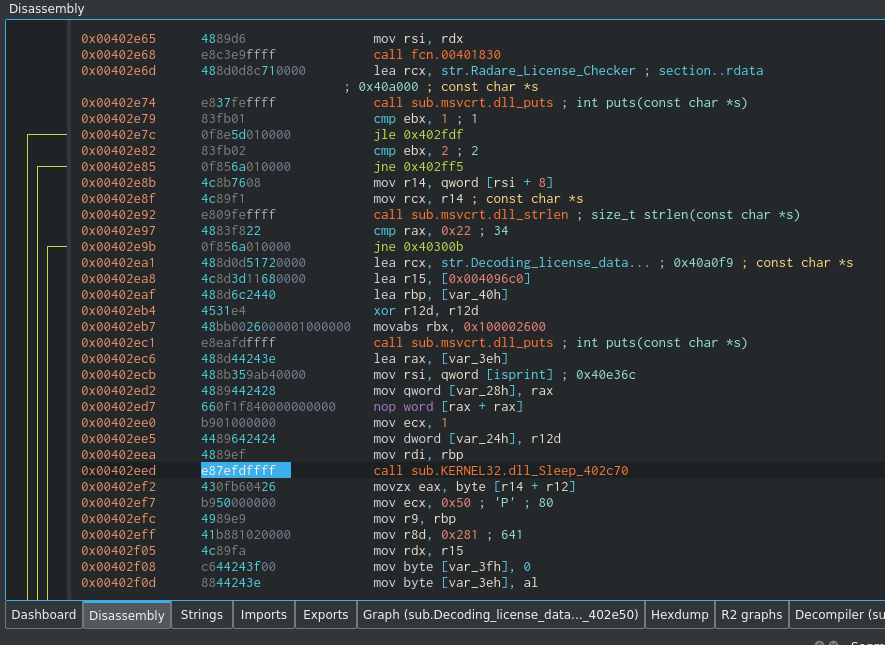 Disassembly
0x00402e65 4889d6 mov rsi, rdx
0x00402e68 e8c3e9ffff call fcn.00401830
0x00402e6d 488d0d8c710000 lea rcx, str.Radare_License_Checker ; section..rdata
; 0x40a000 ; const char *s
0x00402e74 e837feffff call sub.msvcrt.dll_puts ; int puts(const char *s)
0x00402e79 83fb01 cmp ebx, 1 ; 1
0x00402e7c 0f8e5d010000 jle 0x402fdf
0x00402e82 83fb02 cmp ebx, 2 ; 2
0x00402e85 0f856a010000 jne 0x402ff5
0x00402e8b 4c8b7608 mov r14, qword [rsi + 8]
0x00402e8f 4c89f1 mov rcx, r14 ; const char *s
0x00402e92 e809feffff call sub.msvcrt.dll_strlen ; size_t strlen(const char *s)
0x00402e97 4883f822 cmp rax, 0x22 ; 34
0x00402e9b 0f856a010000 jne 0x40300b
0x00402ea1 488d0d51720000 lea rcx, str.Decoding_license_data... ; 0x40a0f9 ; const char *s
0x00402ea8 4c8d3d11680000 lea r15, [0x004096c0]
0x00402eaf 488d6c2440 lea rbp, [var_40h]
0x00402eb4 4531e4 xor r12d, r12d
0x00402eb7 48bb0026000001000000 movabs rbx, 0x100002600
0x00402ec1 e8eafdffff call sub.msvcrt.dll_puts ; int puts(const char *s)
0x00402ec6 488d44243e lea rax, [var_3eh]
0x00402ecb 488b359ab40000 mov rsi, qword [isprint] ; 0x40e36c
0x00402ed2 4889442428 mov qword [var_28h], rax
0x00402ed7 660f1f840000000000 nop word [rax + rax]
0x00402ee0 b901000000 mov ecx, 1
0x00402ee5 4489642424 mov dword [var_24h], r12d
0x00402eea 4889ef mov rdi, rbp
0x00402eed e87efdffff call sub.KERNEL32.dll_Sleep_402c70
0x00402ef2 430fb60426 movzx eax, byte [r14 + r12]
0x00402ef7 b950000000 mov ecx, 0x50 ; 'P' ; 80
0x00402efc 4989e9 mov r9, rbp
0x00402eff 41b881020000 mov r8d, 0x281 ; 641
0x00402f05 4c89fa mov rdx, r15
0x00402f08 c644243f00 mov byte [var_3fh], 0
0x00402f0d 8844243e mov byte [var_3eh], al
Dashboard Disassembly Strings Imports Exports Graph (sub.Decoding_license_data..._402e50) Hexdump R2 graphs Decompiler (su